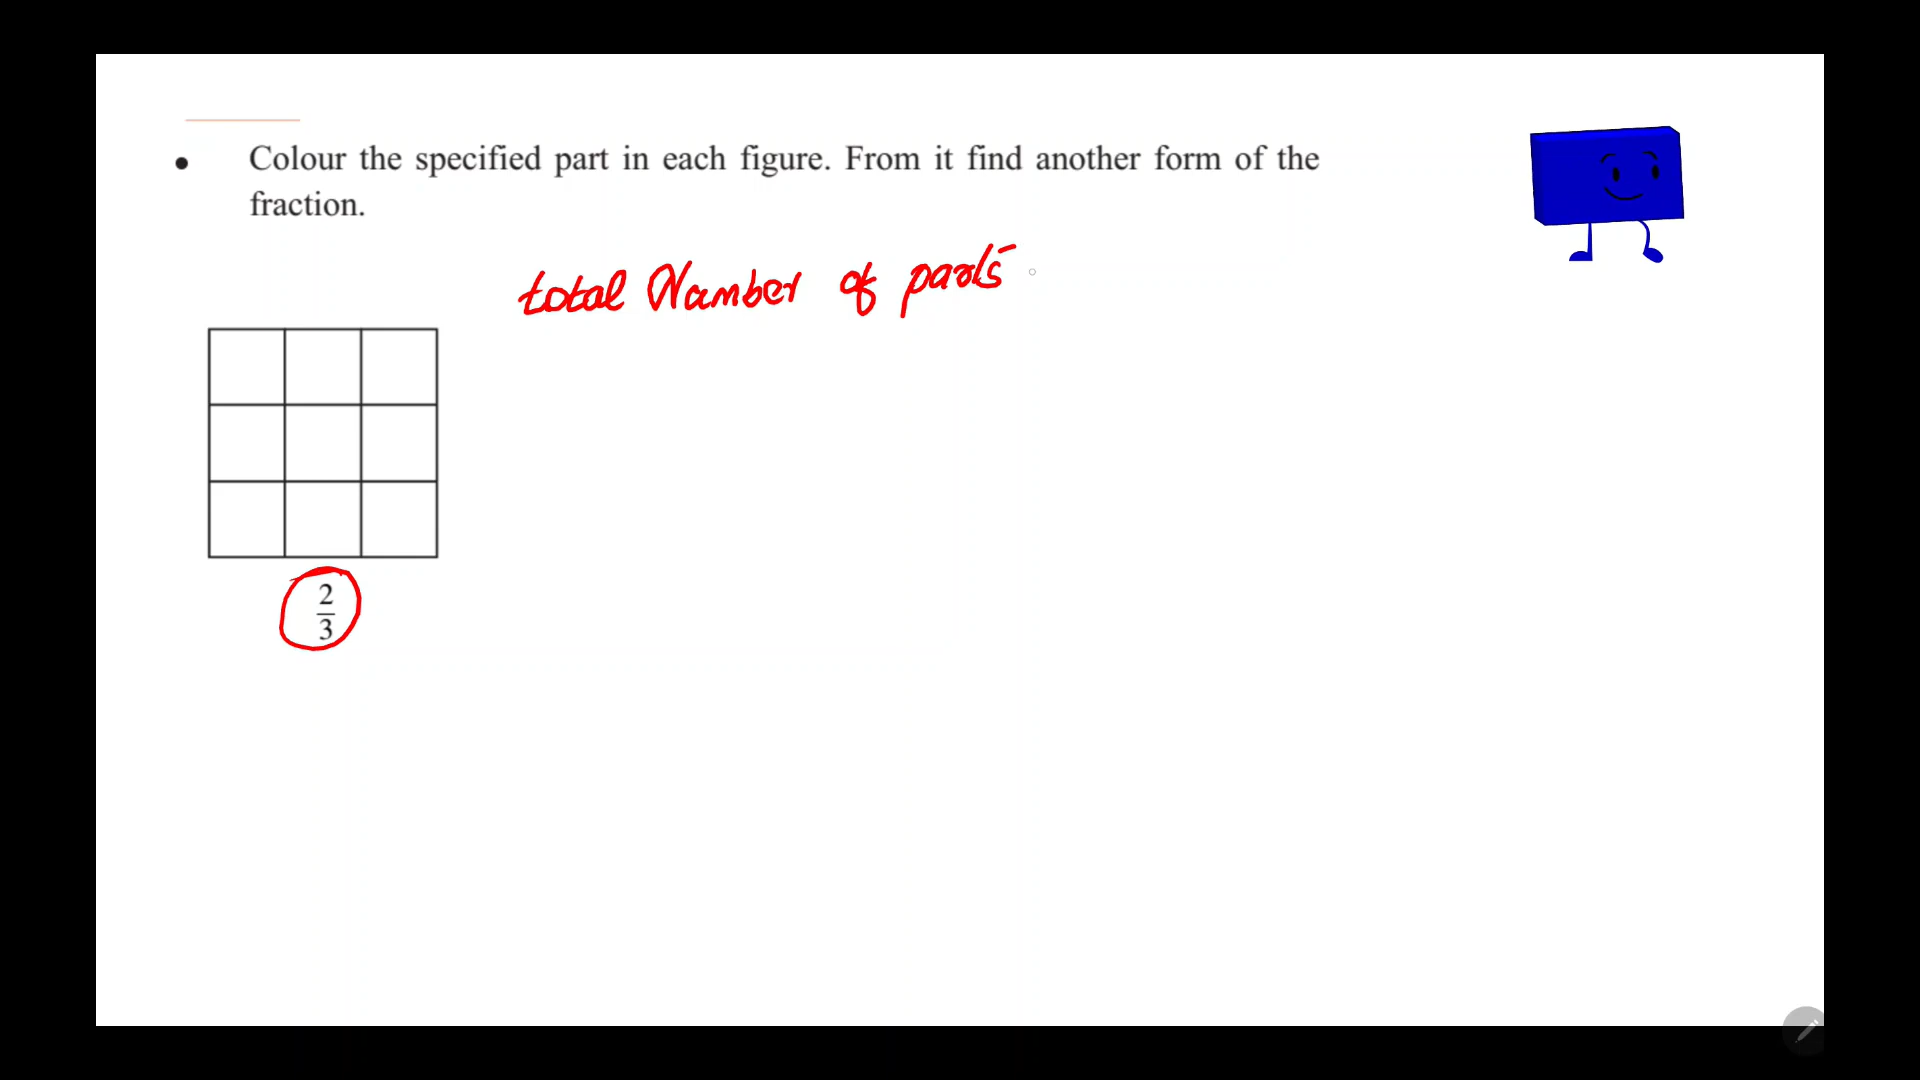 Colour the specified part in each figure. From it find another form of the
fraction.
total Number of parts
2
3